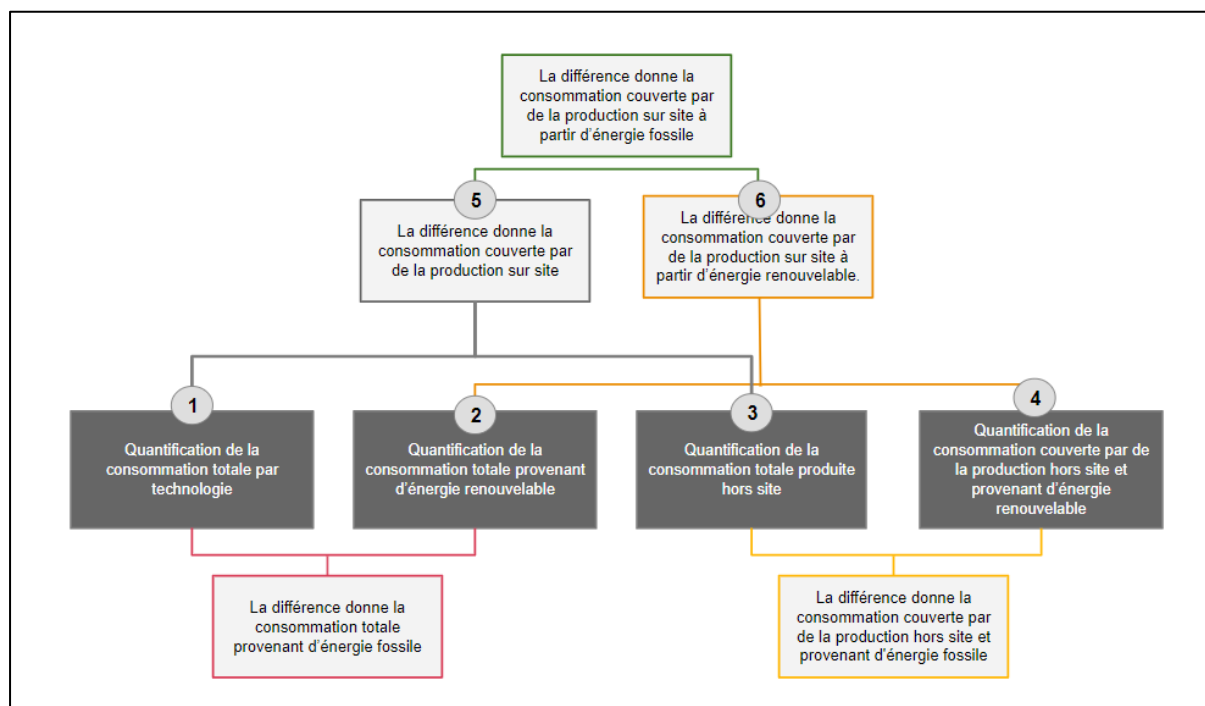 La différence donne la
consommation couverte par
de la production sur site à
partir d'énergie fossile
5
La différence donne la
consommation couverte par
de la production sur site
6
La différence donne la
consommation couverte par
de la production sur site à
partir d'énergie renouvelable.
1
Quantification de la
consommation totale par
technologie
2
Quantification de la
consommation totale provenant
d'énergie renouvelable
3
Quantification de la
consommation totale produite
hors site
4
Quantification de la
consommation couverte par de
la production hors site et
provenant d'énergie
renouvelable
La différence donne la
consommation totale
provenant d'énergie fossile
La différence donne la
consommation couverte par
de la production hors site et
provenant d'énergie fossile